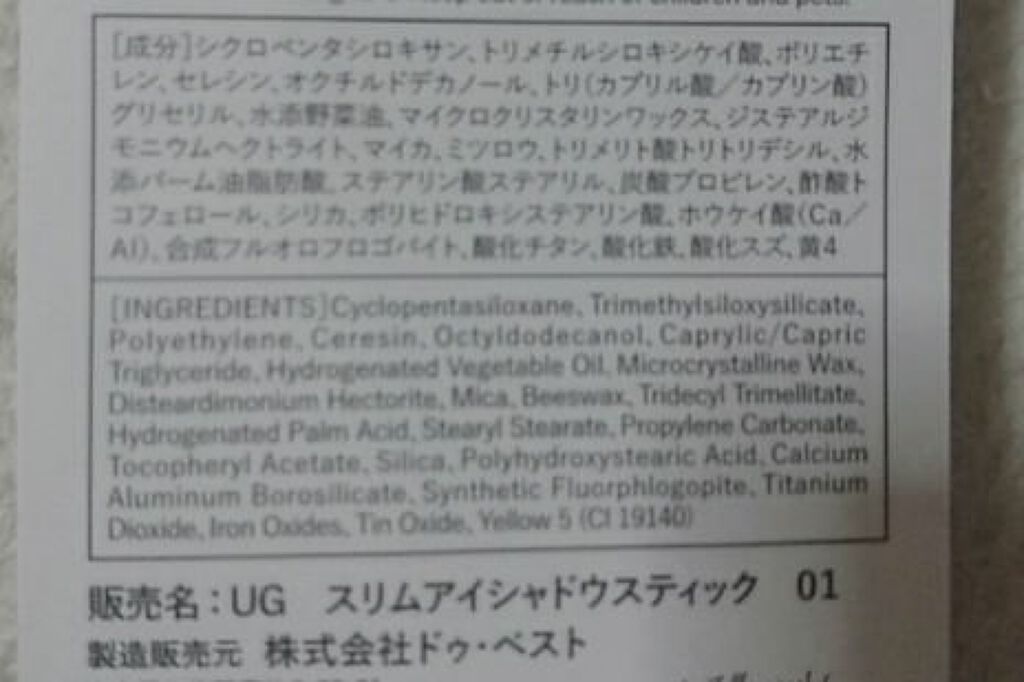 keep out of reach of children and pets.
[成分]シクロペンタシロキサン、トリメチルシロキシケイ酸、ポリエチ
レン、セレシン、オクチルドデカノール、トリ(カプリル酸/カプリン酸)
グリセリル、水添野菜油、マイクロクリスタリンワックス、ジステアルジ
モニウムヘクトライト、マイカ、ミツロウ、トリメリト酸トリトリデシル、水
添パーム油脂肪酸、ステアリン酸ステアリル、炭酸プロピレン、酢酸ト
コフェロール、シリカ、ポリヒドロキシステアリン酸、ホウケイ酸(Ca/
Al)、合成フルオロフロゴパイト、酸化チタン、酸化鉄、酸化スズ、黄4
[INGREDIENTS]Cyclopentasiloxane, Trimethylsiloxysilicate,
Polyethylene, Ceresin, Octyldodecanol, Caprylic/Capric
Triglyceride, Hydrogenated Vegetable Oil, Microcrystalline Wax,
Disteardimonium Hectorite, Mica, Beeswax, Tridecyl Trimellitate,
Hydrogenated Palm Acid, Stearyl Stearate, Propylene Carbonate,
Tocopheryl Acetate, Silica, Polyhydroxystearic Acid, Calcium
Aluminum Borosilicate, Synthetic Fluorphlogopite, Titanium
Dioxide, Iron Oxides, Tin Oxide, Yellow 5 (CI 19140)
販売名:UG スリムアイシャドウスティック 01
製造販売元 株式会社ドゥ・ベスト